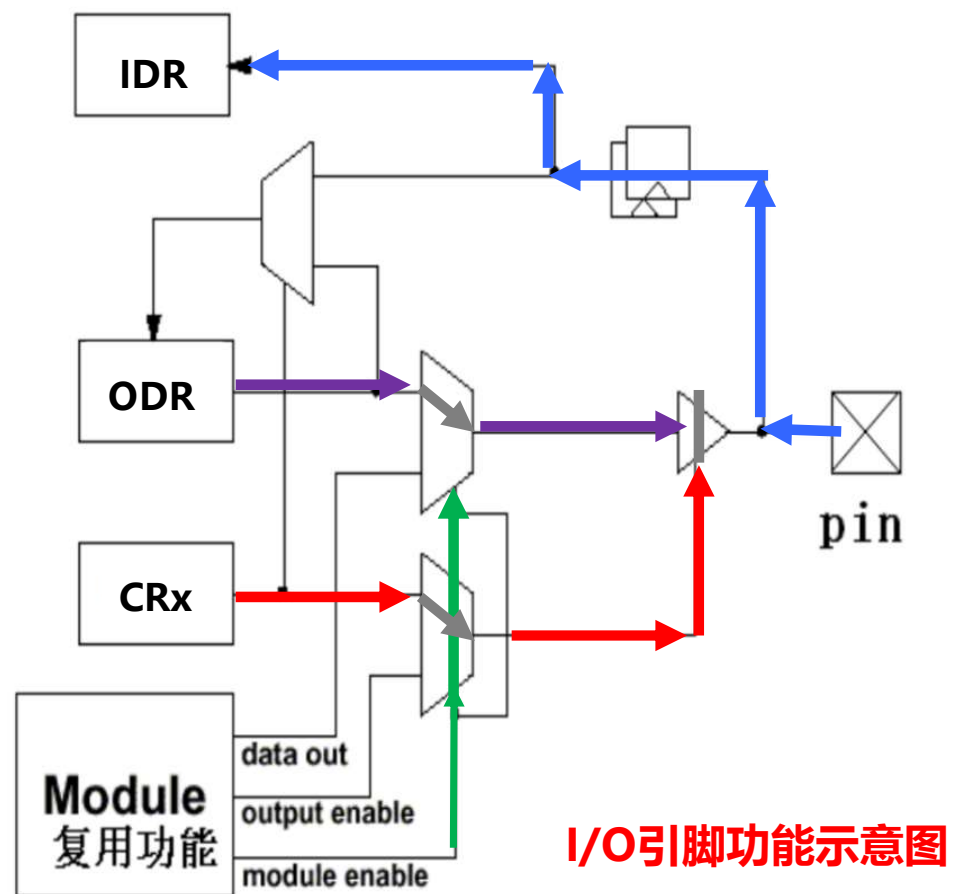 IDR
ODR
pin
CRx
data out
Module
复用功能
output enable
module enable
I/O引脚功能示意图